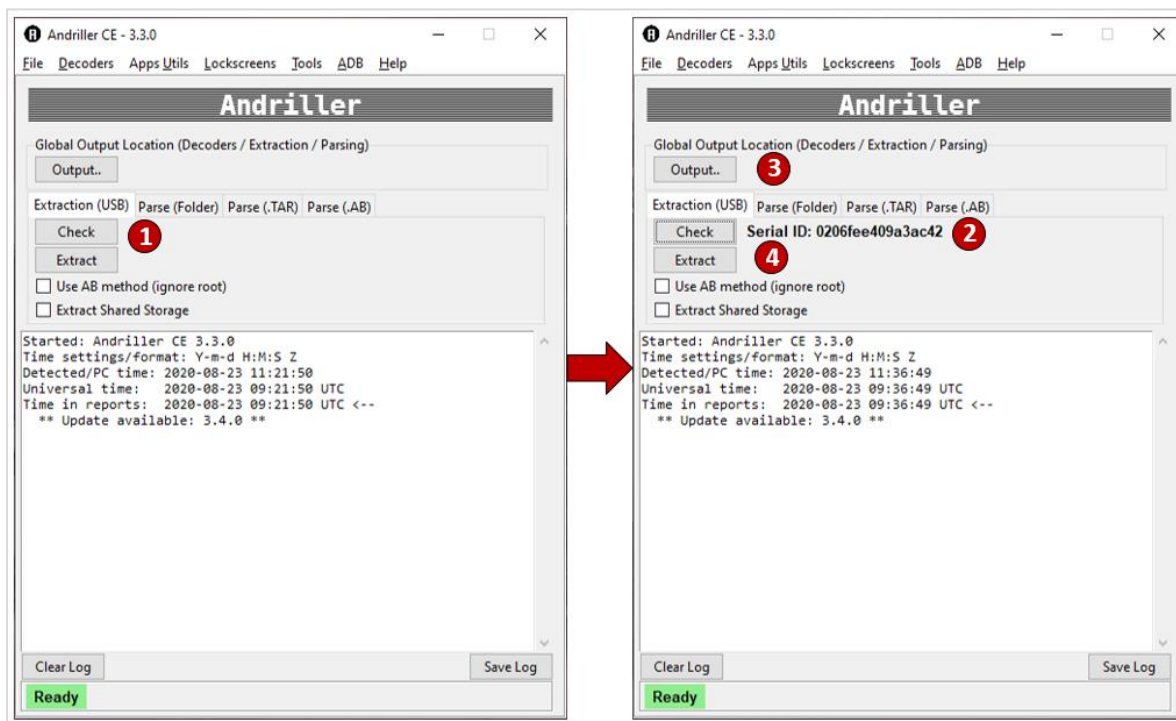 Andriller CE - 3.3.0
File Decoders Apps Utils Lockscreens Tools ADB Help
Andriller
Global Output Location (Decoders / Extraction / Parsing)
Output..
Extraction (USB) Parse (Folder) Parse (.TAR) Parse (.AB)
Check 1
Extract
Use AB method (ignore root)
Extract Shared Storage
Started: Andriller CE 3.3.0
Time settings/format: Y-m-d H:M:S Z
Detected/PC time: 2020-08-23 11:21:50
Universal time: 2020-08-23 09:21:50 UTC
Time in reports: 2020-08-23 09:21:50 UTC <--
** Update available: 3.4.0 **
Clear Log Save Log
Ready
Andriller CE - 3.3.0
File Decoders Apps Utils Lockscreens Tools ADB Help
Andriller
Global Output Location (Decoders / Extraction / Parsing)
Output.. 3
Extraction (USB) Parse (Folder) Parse (.TAR) Parse (.AB)
Check Serial ID: 0206fee409a3ac42 2
Extract 4
Use AB method (ignore root)
Extract Shared Storage
Started: Andriller CE 3.3.0
Time settings/format: Y-m-d H:M:S Z
Detected/PC time: 2020-08-23 11:36:49
Universal time: 2020-08-23 09:36:49 UTC
Time in reports: 2020-08-23 09:36:49 UTC <--
** Update available: 3.4.0 **
Clear Log Save Log
Ready